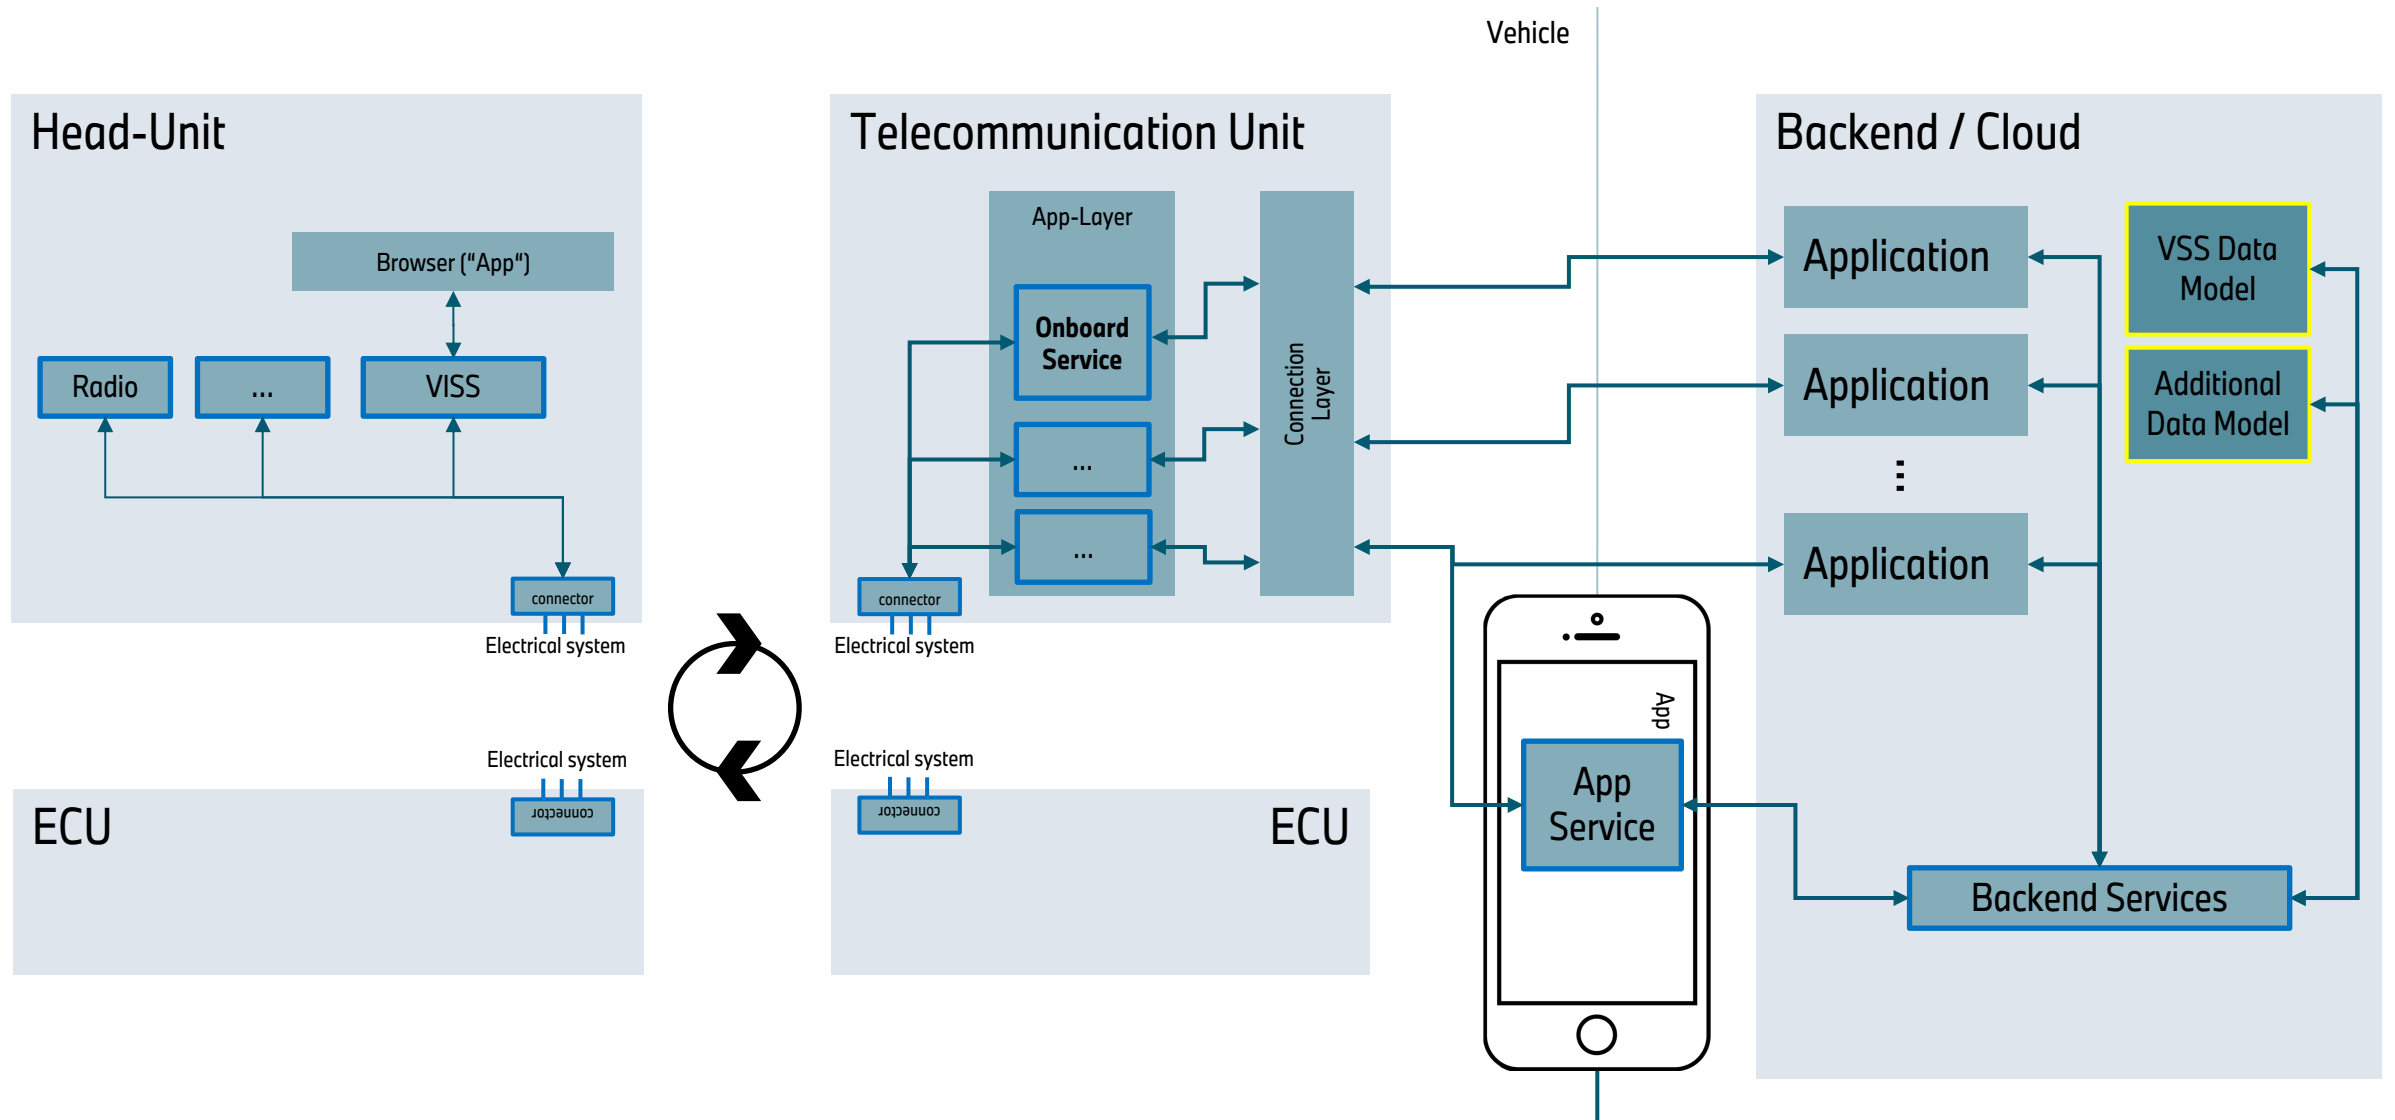 Vehicle
Head-Unit
Browser (“App“)
Radio
...
VISS
connector
Electrical system
Telecommunication Unit
App-Layer
Onboard
Service
...
...
Connection
Layer
connector
Electrical system
Backend / Cloud
Application
Application
...
Application
VSS Data
Model
Additional
Data Model
Backend Services
App
App
Service
Electrical system
connector
ECU
Electrical system
connector
ECU